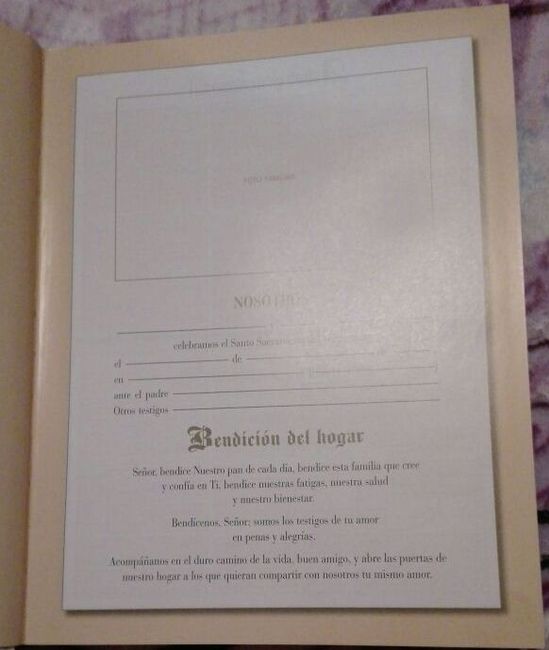 NOSOTROS
celebramos el Santo Sacramento
el de
en
ante el padre
Otros testigos
Bendición del hogar
Señor, bendice Nuestro pan de cada día, bendice esta familia que cree
y confía en Ti, bendice nuestras fatigas, nuestra salud
y nuestro bienestar.
Bendícenos, Señor; somos los testigos de tu amor
en penas y alegrías.
Acompáñanos en el duro camino de la vida, buen amigo, y abre las puertas de
nuestro hogar a los que quieran compartir con nosotros tu mismo amor.